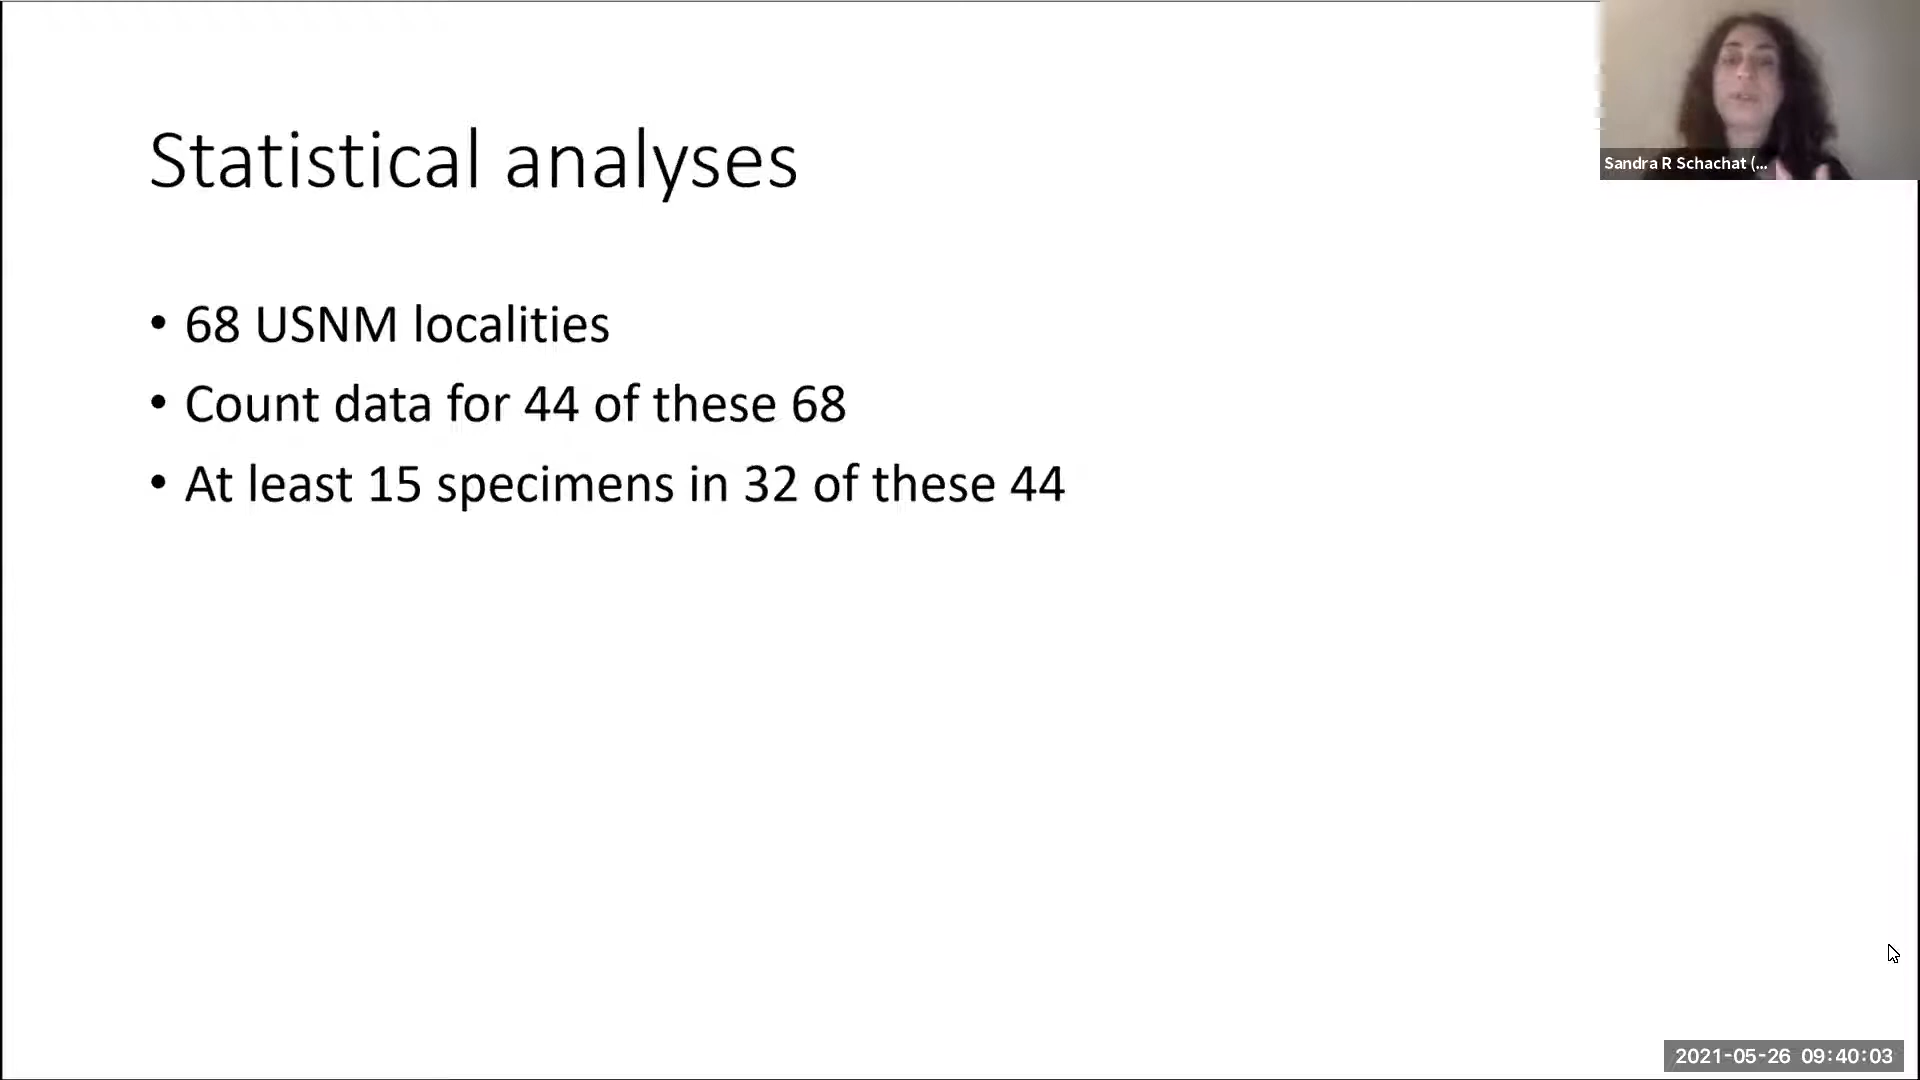 Statistical analyses
Sandra R Schachat (...
• 68 USNM localities
• Count data for 44 of these 68
• At least 15 specimens in 32 of these 44
2021-05-26 09:40:03